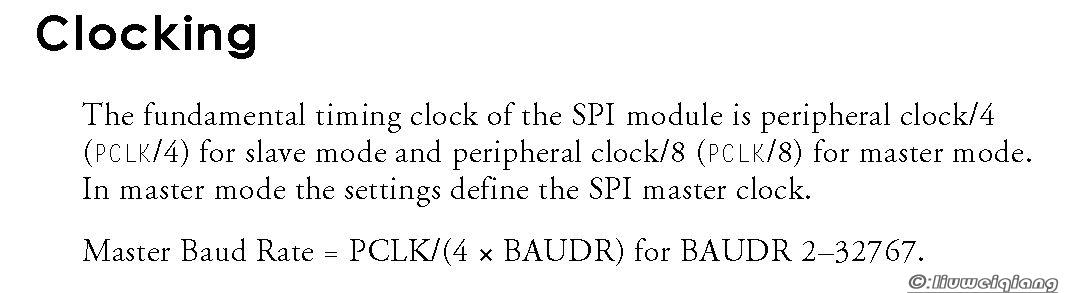 Clocking
The fundamental timing clock of the SPI module is peripheral clock/4
(PCLK/4) for slave mode and peripheral clock/8 (PCLK/8) for master mode.
In master mode the settings define the SPI master clock.
Master Baud Rate = PCLK/(4 × BAUDR) for BAUDR 2–32767.
©:liuweiqiang